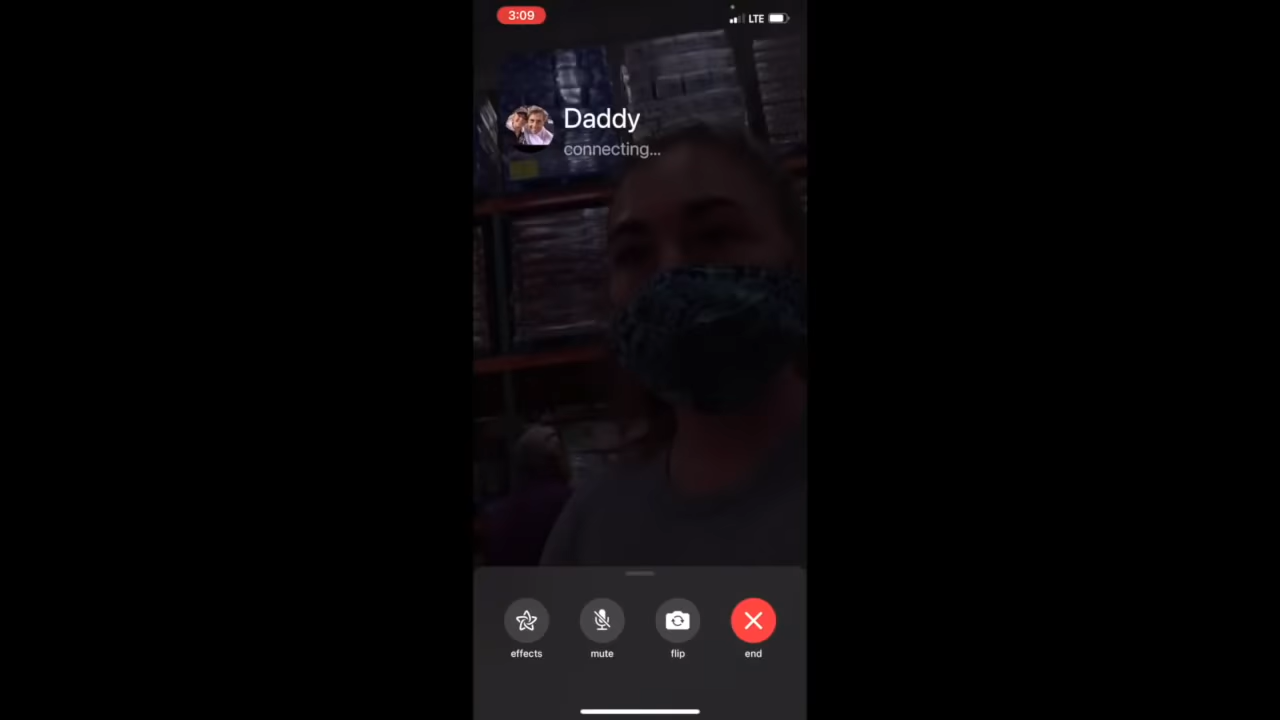 3:09
LTE
Daddy
connecting...
effects
mute
flip
end